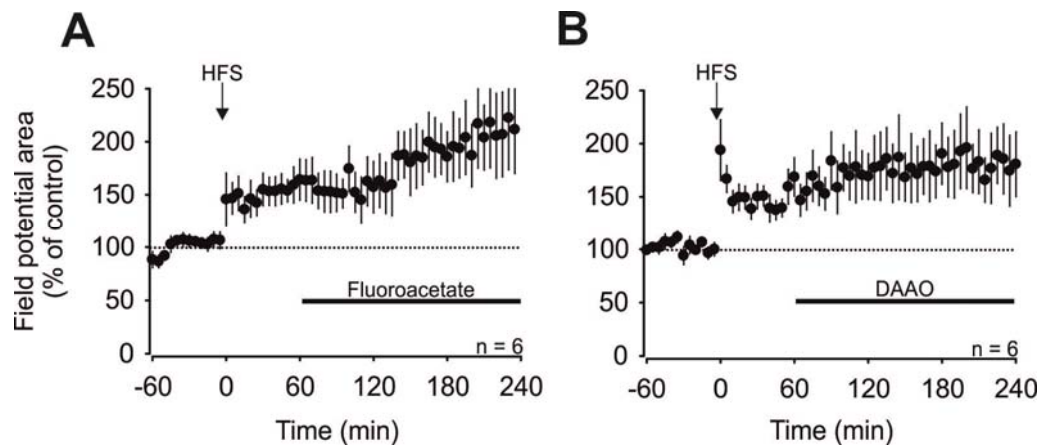 A
B
HFS
HFS
Field potential area
(% of control)
250
200
150
100
50
0
Fluoroacetate
n = 6
-60 0 60 120 180 240
Time (min)
250
200
150
100
50
0
DAAO
n = 6
-60 0 60 120 180 240
Time (min)